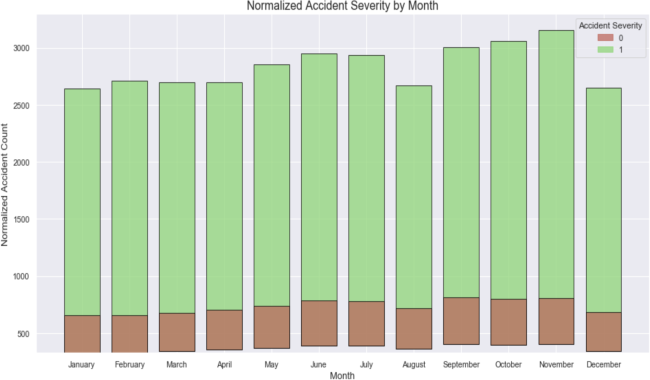 Normalized Accident Severity by Month
Accident Severity
0
1
3000
2500
2000
1500
1000
500
Normalized Accident Count
January February March April May June July August September October November December
Month